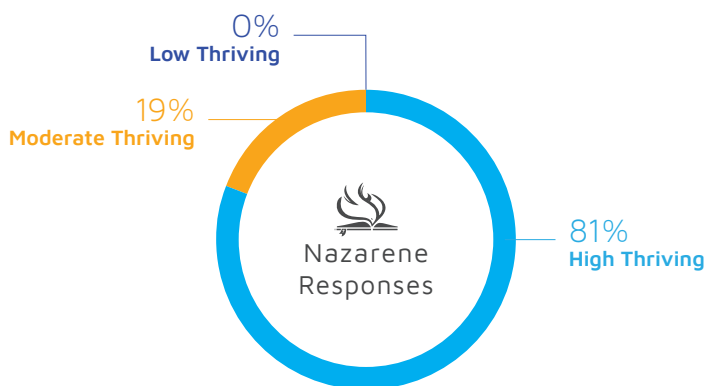 0%
Low Thriving
19%
Moderate Thriving
Nazarene
Responses
81%
High Thriving